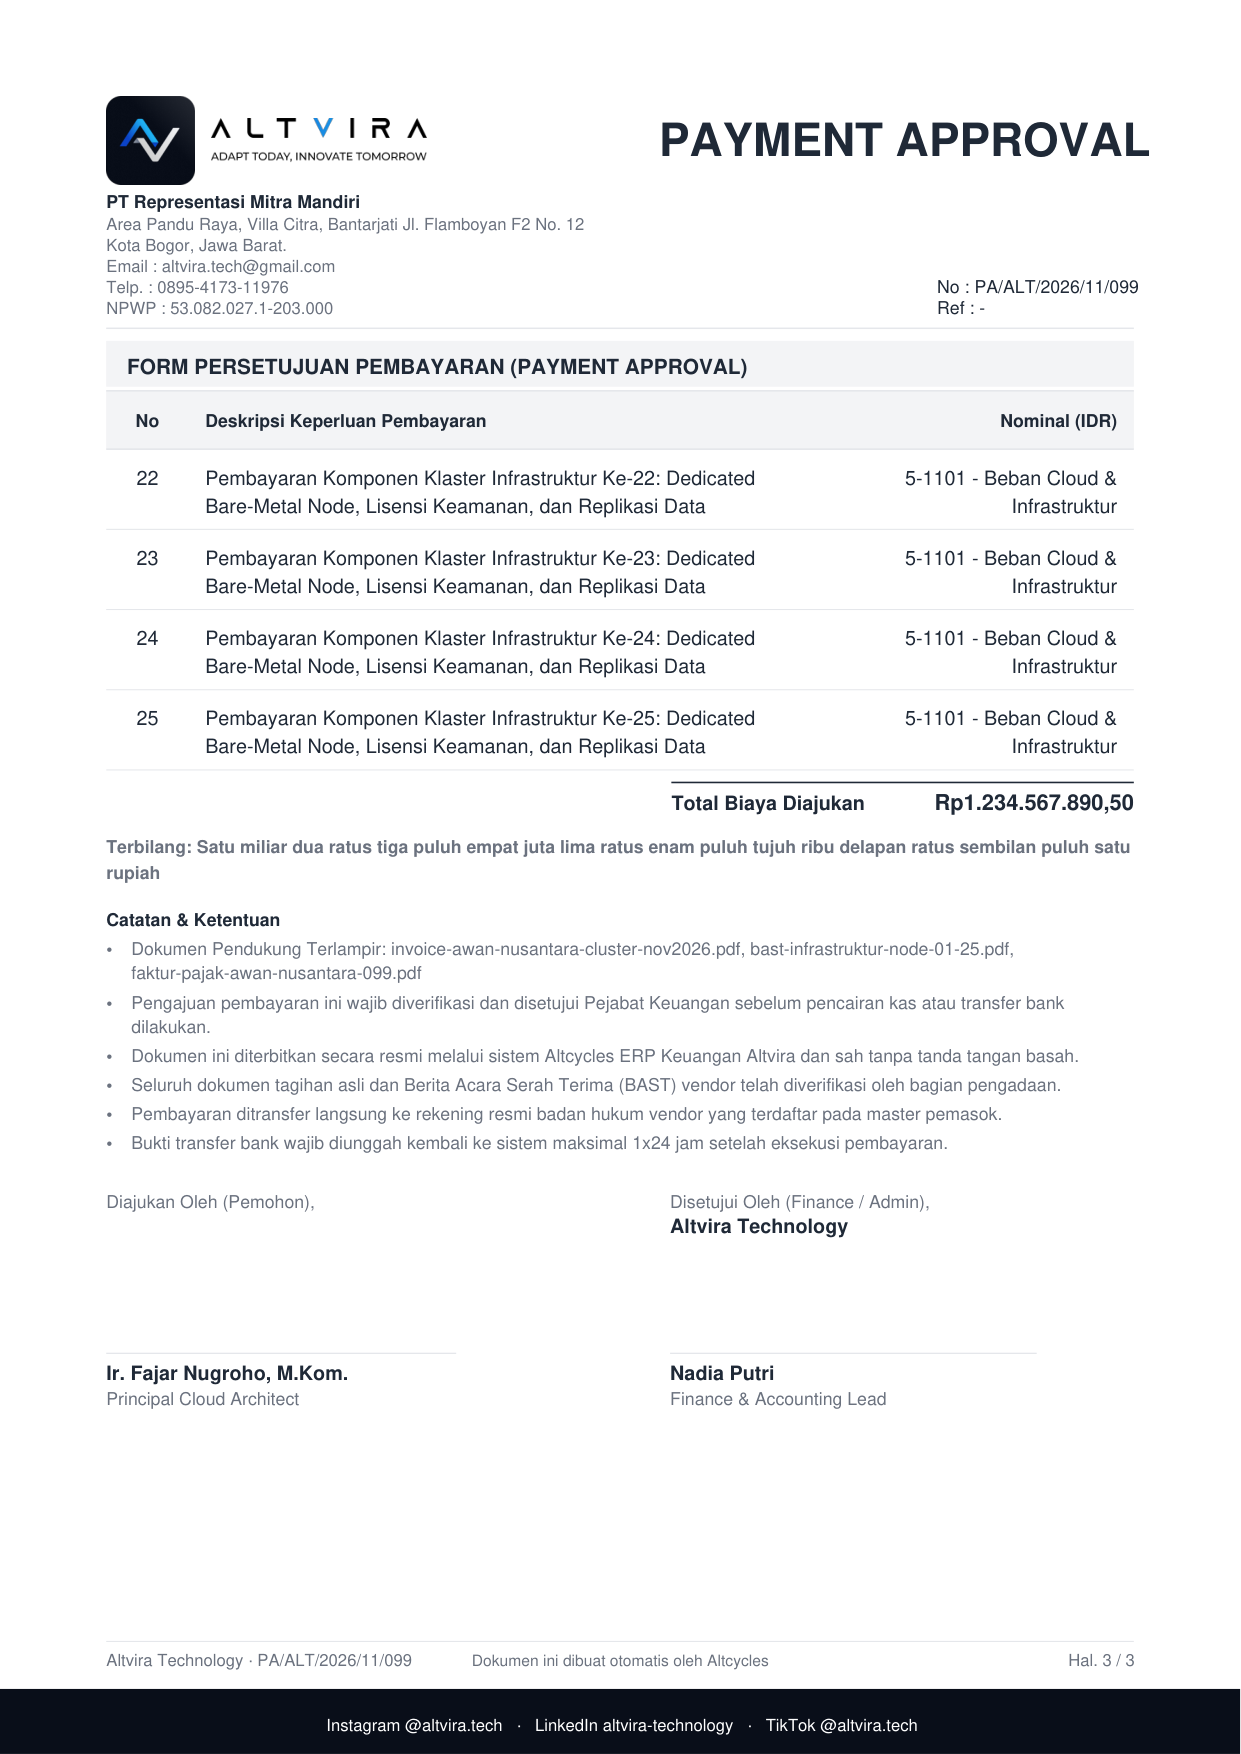 ALTVIRA
ADAPT TODAY, INNOVATE TOMORROW
PAYMENT APPROVAL
PT Representasi Mitra Mandiri
Area Pandu Raya, Villa Citra, Bantarjati Jl. Flamboyan F2 No. 12
Kota Bogor, Jawa Barat.
Email : altvira.tech@gmail.com
Telp. : 0895-4173-11976
NPWP : 53.082.027.1-203.000
No : PA/ALT/2026/11/099
Ref : -
FORM PERSETUJUAN PEMBAYARAN (PAYMENT APPROVAL)
No Deskripsi Keperluan Pembayaran Nominal (IDR)
22 Pembayaran Komponen Klaster Infrastruktur Ke-22: Dedicated 5-1101 - Beban Cloud &
Bare-Metal Node, Lisensi Keamanan, dan Replikasi Data Infrastruktur
23 Pembayaran Komponen Klaster Infrastruktur Ke-23: Dedicated 5-1101 - Beban Cloud &
Bare-Metal Node, Lisensi Keamanan, dan Replikasi Data Infrastruktur
24 Pembayaran Komponen Klaster Infrastruktur Ke-24: Dedicated 5-1101 - Beban Cloud &
Bare-Metal Node, Lisensi Keamanan, dan Replikasi Data Infrastruktur
25 Pembayaran Komponen Klaster Infrastruktur Ke-25: Dedicated 5-1101 - Beban Cloud &
Bare-Metal Node, Lisensi Keamanan, dan Replikasi Data Infrastruktur
Total Biaya Diajukan Rp1.234.567.890,50
Terbilang: Satu miliar dua ratus tiga puluh empat juta lima ratus enam puluh tujuh ribu delapan ratus sembilan puluh satu
rupiah
Catatan & Ketentuan
• Dokumen Pendukung Terlampir: invoice-awan-nusantara-cluster-nov2026.pdf, bast-infrastruktur-node-01-25.pdf,
faktur-pajak-awan-nusantara-099.pdf
• Pengajuan pembayaran ini wajib diverifikasi dan disetujui Pejabat Keuangan sebelum pencairan kas atau transfer bank
dilakukan.
• Dokumen ini diterbitkan secara resmi melalui sistem Altcycles ERP Keuangan Altvira dan sah tanpa tanda tangan basah.
• Seluruh dokumen tagihan asli dan Berita Acara Serah Terima (BAST) vendor telah diverifikasi oleh bagian pengadaan.
• Pembayaran ditransfer langsung ke rekening resmi badan hukum vendor yang terdaftar pada master pemasok.
• Bukti transfer bank wajib diunggah kembali ke sistem maksimal 1x24 jam setelah eksekusi pembayaran.
Diajukan Oleh (Pemohon), Disetujui Oleh (Finance / Admin),
Altvira Technology
Ir. Fajar Nugroho, M.Kom. Nadia Putri
Principal Cloud Architect Finance & Accounting Lead
Altvira Technology · PA/ALT/2026/11/099 Dokumen ini dibuat otomatis oleh Altcycles Hal. 3 / 3
Instagram @altvira.tech · LinkedIn altvira-technology · TikTok @altvira.tech